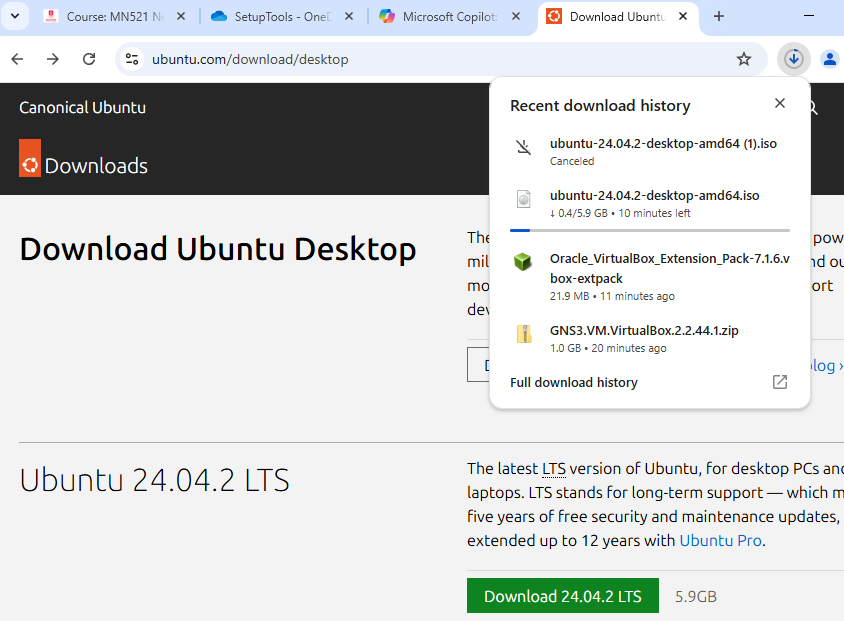 Course: MN521 N
SetupTools - OneD
Microsoft Copilot:
Download Ubuntu
ubuntu.com/download/desktop
Canonical Ubuntu
Downloads
Recent download history
ubuntu-24.04.2-desktop-amd64 (1).iso
Canceled
ubuntu-24.04.2-desktop-amd64.iso
↓ 0.4/5.9 GB • 10 minutes left
Oracle_VirtualBox_Extension_Pack-7.1.6.v
box-extpack
21.9 MB • 11 minutes ago
GNS3.VM.VirtualBox.2.2.44.1.zip
1.0 GB • 20 minutes ago
Full download history
Download Ubuntu Desktop
The
pow
mil
nd ou
mo
ort
dev
D
log ›
Ubuntu 24.04.2 LTS
The latest LTS version of Ubuntu, for desktop PCs and
laptops. LTS stands for long-term support — which m
five years of free security and maintenance updates,
extended up to 12 years with Ubuntu Pro.
Download 24.04.2 LTS
5.9GB